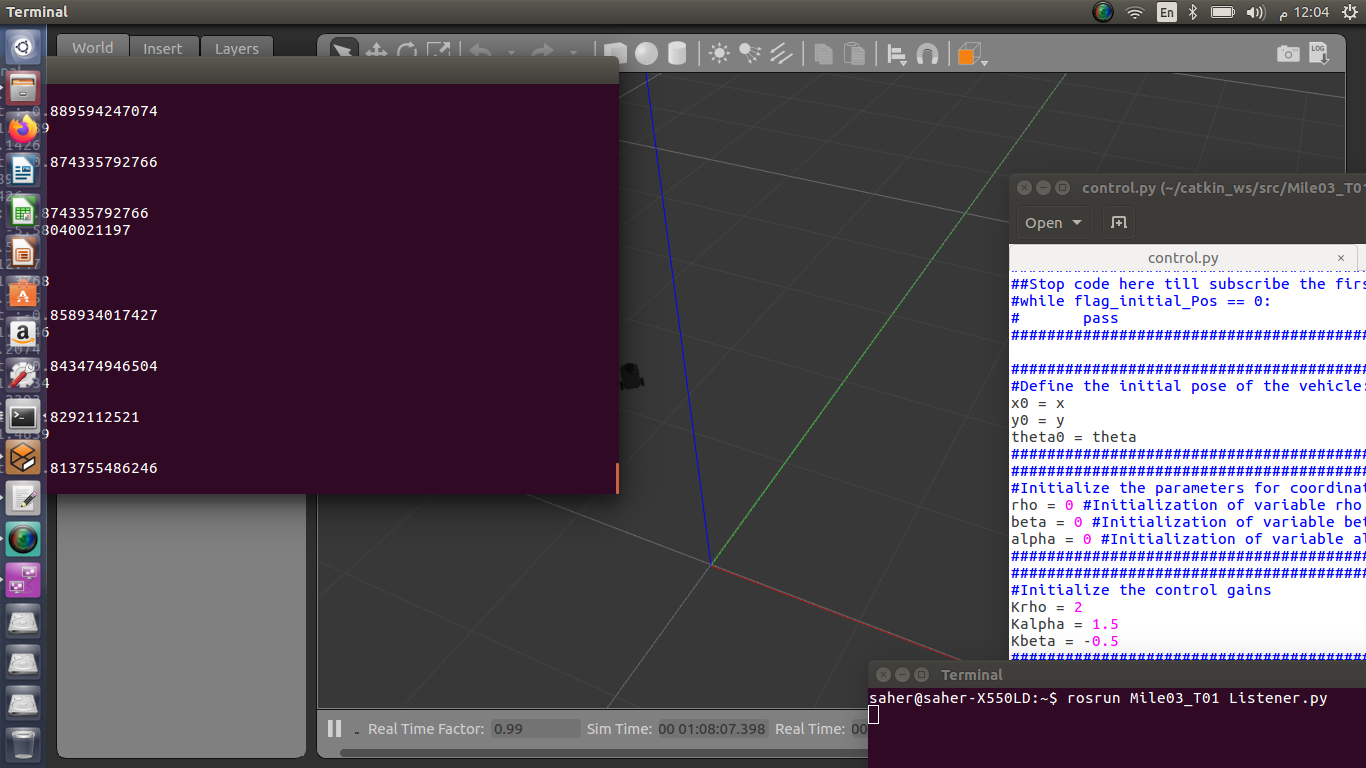 Terminal
En
12:04 م
World Insert Layers
LOG
.889594247074
.874335792766
.874335792766
-5.58040021197
.858934017427
.843474946504
.8292112521
.813755486246
control.py (~/catkin_ws/src/Mile03_T01
Open
control.py ×
##Stop code here till subscribe the firs
#while flag_initial_Pos == 0:
#       pass
########################################
########################################
#Define the initial pose of the vehicle:
x0 = x
y0 = y
theta0 = theta
########################################
########################################
#Initialize the parameters for coordinat
rho = 0 #Initialization of variable rho
beta = 0 #Initialization of variable bet
alpha = 0 #Initialization of variable al
########################################
########################################
#Initialize the control gains
Krho = 2
Kalpha = 1.5
Kbeta = -0.5
########################################
Terminal
saher@saher-X550LD:~$ rosrun Mile03_T01 Listener.py
Real Time Factor: 0.99 Sim Time: 00 01:08:07.398 Real Time: 00